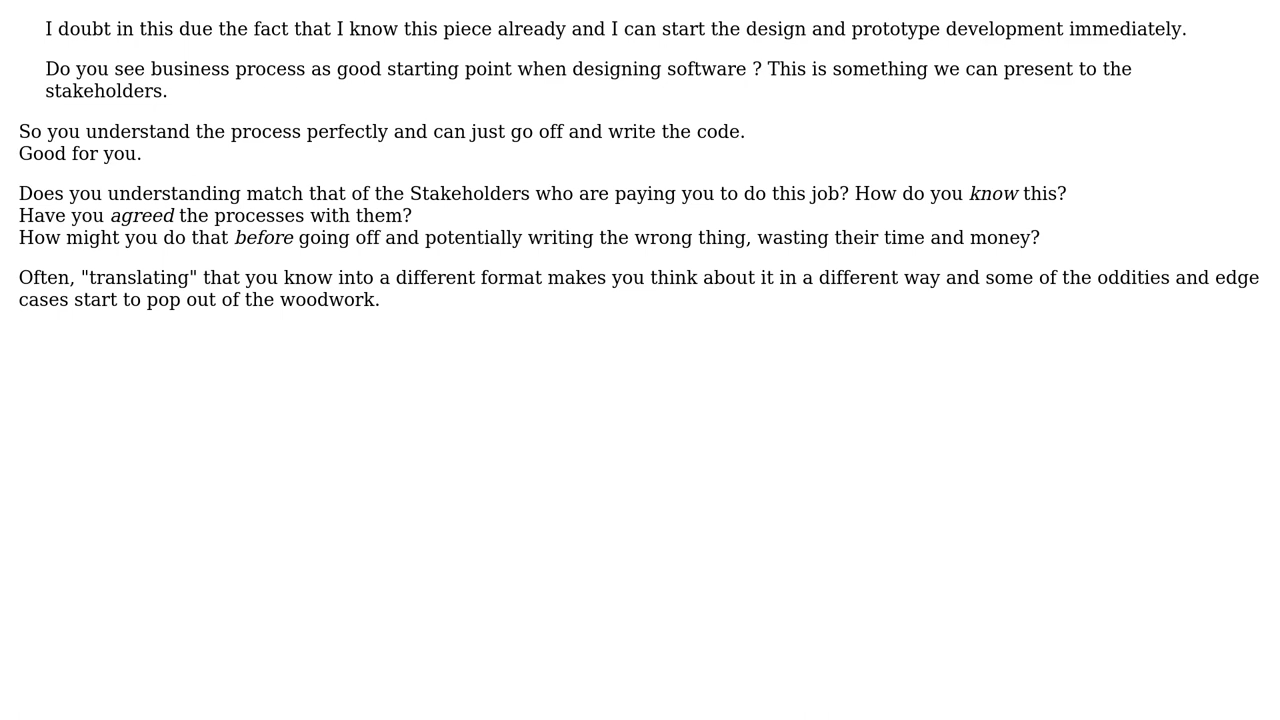 I doubt in this due the fact that I know this piece already and I can start the design and prototype development immediately.
Do you see business process as good starting point when designing software ? This is something we can present to the
stakeholders.
So you understand the process perfectly and can just go off and write the code.
Good for you.
Does you understanding match that of the Stakeholders who are paying you to do this job? How do you know this?
Have you agreed the processes with them?
How might you do that before going off and potentially writing the wrong thing, wasting their time and money?
Often, "translating" that you know into a different format makes you think about it in a different way and some of the oddities and edge
cases start to pop out of the woodwork.